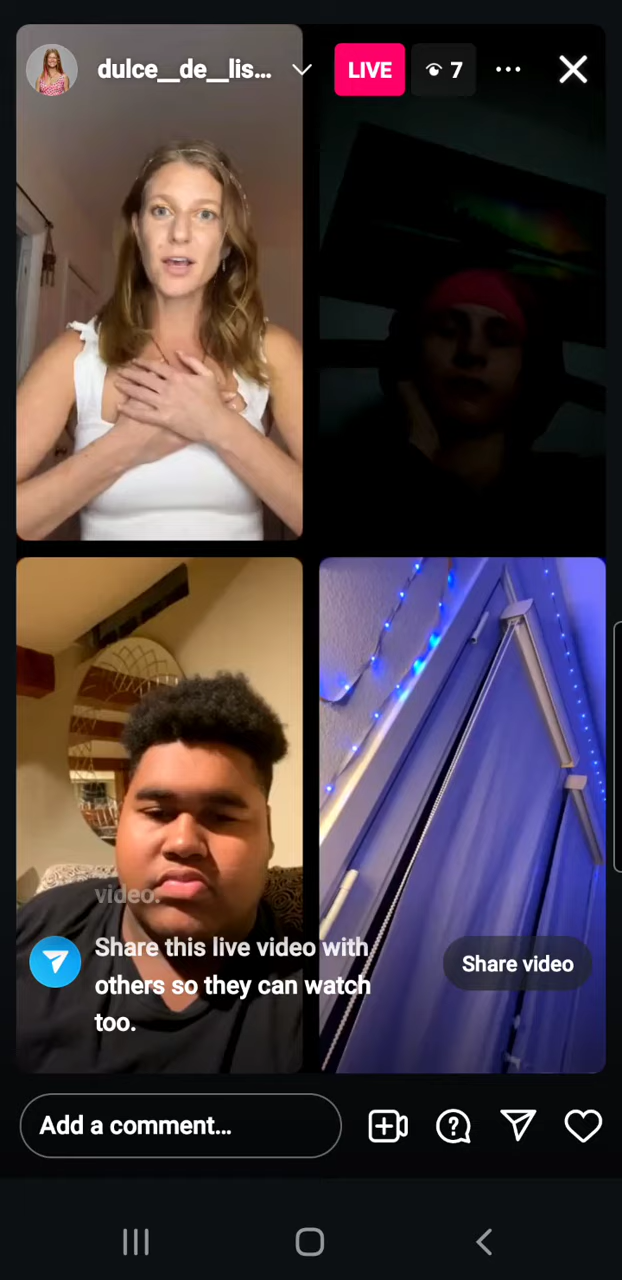 dulce__de__lis...
LIVE
7
video.
Share this live video with
others so they can watch
too.
Share video
Add a comment...